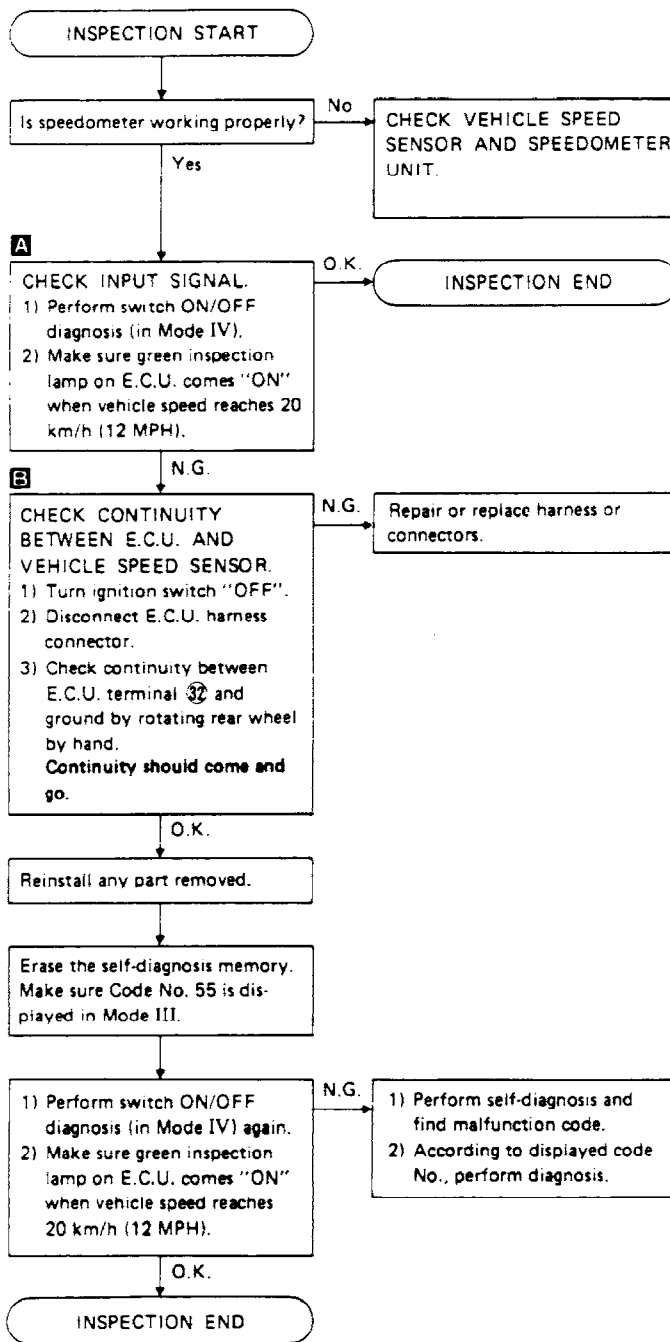 INSPECTION START
Is speedometer working properly?
No
CHECK VEHICLE SPEED
SENSOR AND SPEEDOMETER
UNIT.
Yes
A
CHECK INPUT SIGNAL.
1) Perform switch ON/OFF
diagnosis (in Mode IV).
2) Make sure green inspection
lamp on E.C.U. comes "ON"
when vehicle speed reaches 20
km/h (12 MPH).
O.K.
INSPECTION END
N.G.
B
CHECK CONTINUITY
BETWEEN E.C.U. AND
VEHICLE SPEED SENSOR.
1) Turn ignition switch "OFF".
2) Disconnect E.C.U. harness
connector.
3) Check continuity between
E.C.U. terminal 32 and
ground by rotating rear wheel
by hand.
Continuity should come and
go.
N.G.
Repair or replace harness or
connectors.
O.K.
Reinstall any part removed.
Erase the self-diagnosis memory.
Make sure Code No. 55 is dis-
played in Mode III.
1) Perform switch ON/OFF
diagnosis (in Mode IV) again.
2) Make sure green inspection
lamp on E.C.U. comes "ON"
when vehicle speed reaches
20 km/h (12 MPH).
N.G.
1) Perform self-diagnosis and
find malfunction code.
2) According to displayed code
No., perform diagnosis.
O.K.
INSPECTION END